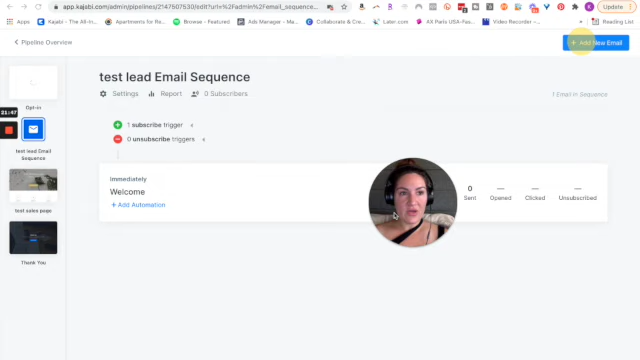 app.kajabi.com/admin/pipelines/2147507530/edit?url=%2Fadmin%2Femail_sequence...
Update
Apps
Kajabi - The All-In...
Apartments for Re...
Browse - Spotify
Ads Manager - Ma...
Collaborate & Crea...
Later.com
AX Paris USA-Fas...
Video Recorder -...
Reading List
Pipeline Overview
+ Add New Email
test lead Email Sequence
Settings
Report
0 Subscribers
1 Email in Sequence
Opt-in
21:47
test lead Email
Sequence
test sales page
Thank You
1 subscribe trigger
0 unsubscribe triggers
Immediately
Welcome
+ Add Automation
0
Sent
—
Opened
—
Clicked
—
Unsubscribed